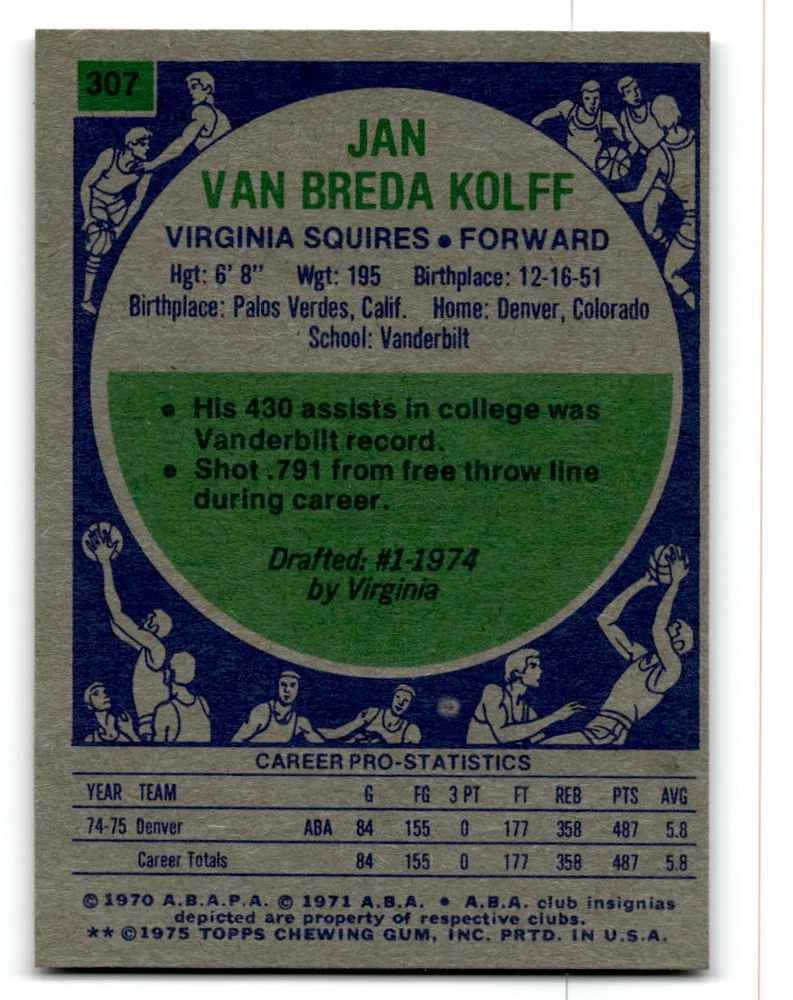 307
JAN
VAN BREDA KOLFF
VIRGINIA SQUIRES • FORWARD
Hgt: 6' 8" Wgt: 195 Birthplace: 12-16-51
Birthplace: Palos Verdes, Calif. Home: Denver, Colorado
School: Vanderbilt
• His 430 assists in college was
Vanderbilt record.
• Shot .791 from free throw line
during career.
Drafted: #1-1974
by Virginia
CAREER PRO-STATISTICS
YEAR TEAM G FG 3 PT FT REB PTS AVG
74-75 Denver ABA 84 155 0 177 358 487 5.8
Career Totals 84 155 0 177 358 487 5.8
© 1970 A.B.A.P.A. © 1971 A.B.A. • A.B.A. club insignias
depicted are property of respective clubs.
** ©1975 TOPPS CHEWING GUM, INC. PRTD. IN U.S.A.